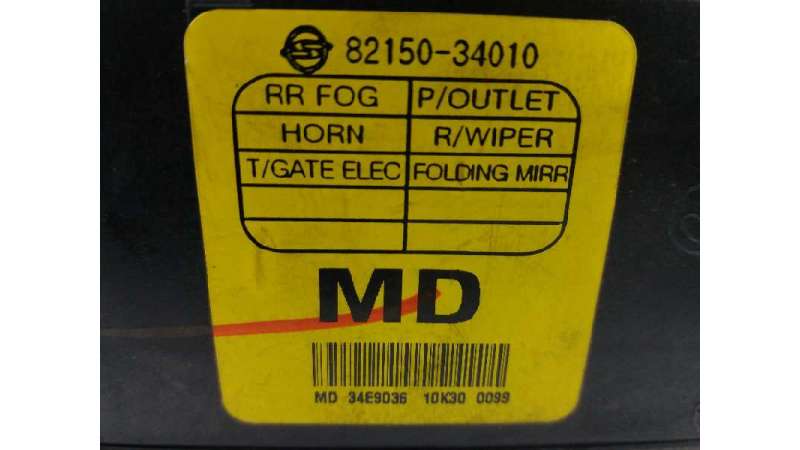 82150-34010
RR FOG P/OUTLET
HORN R/WIPER
T/GATE ELEC FOLDING MIRR
MD
MD 34E9036 10K30 0099